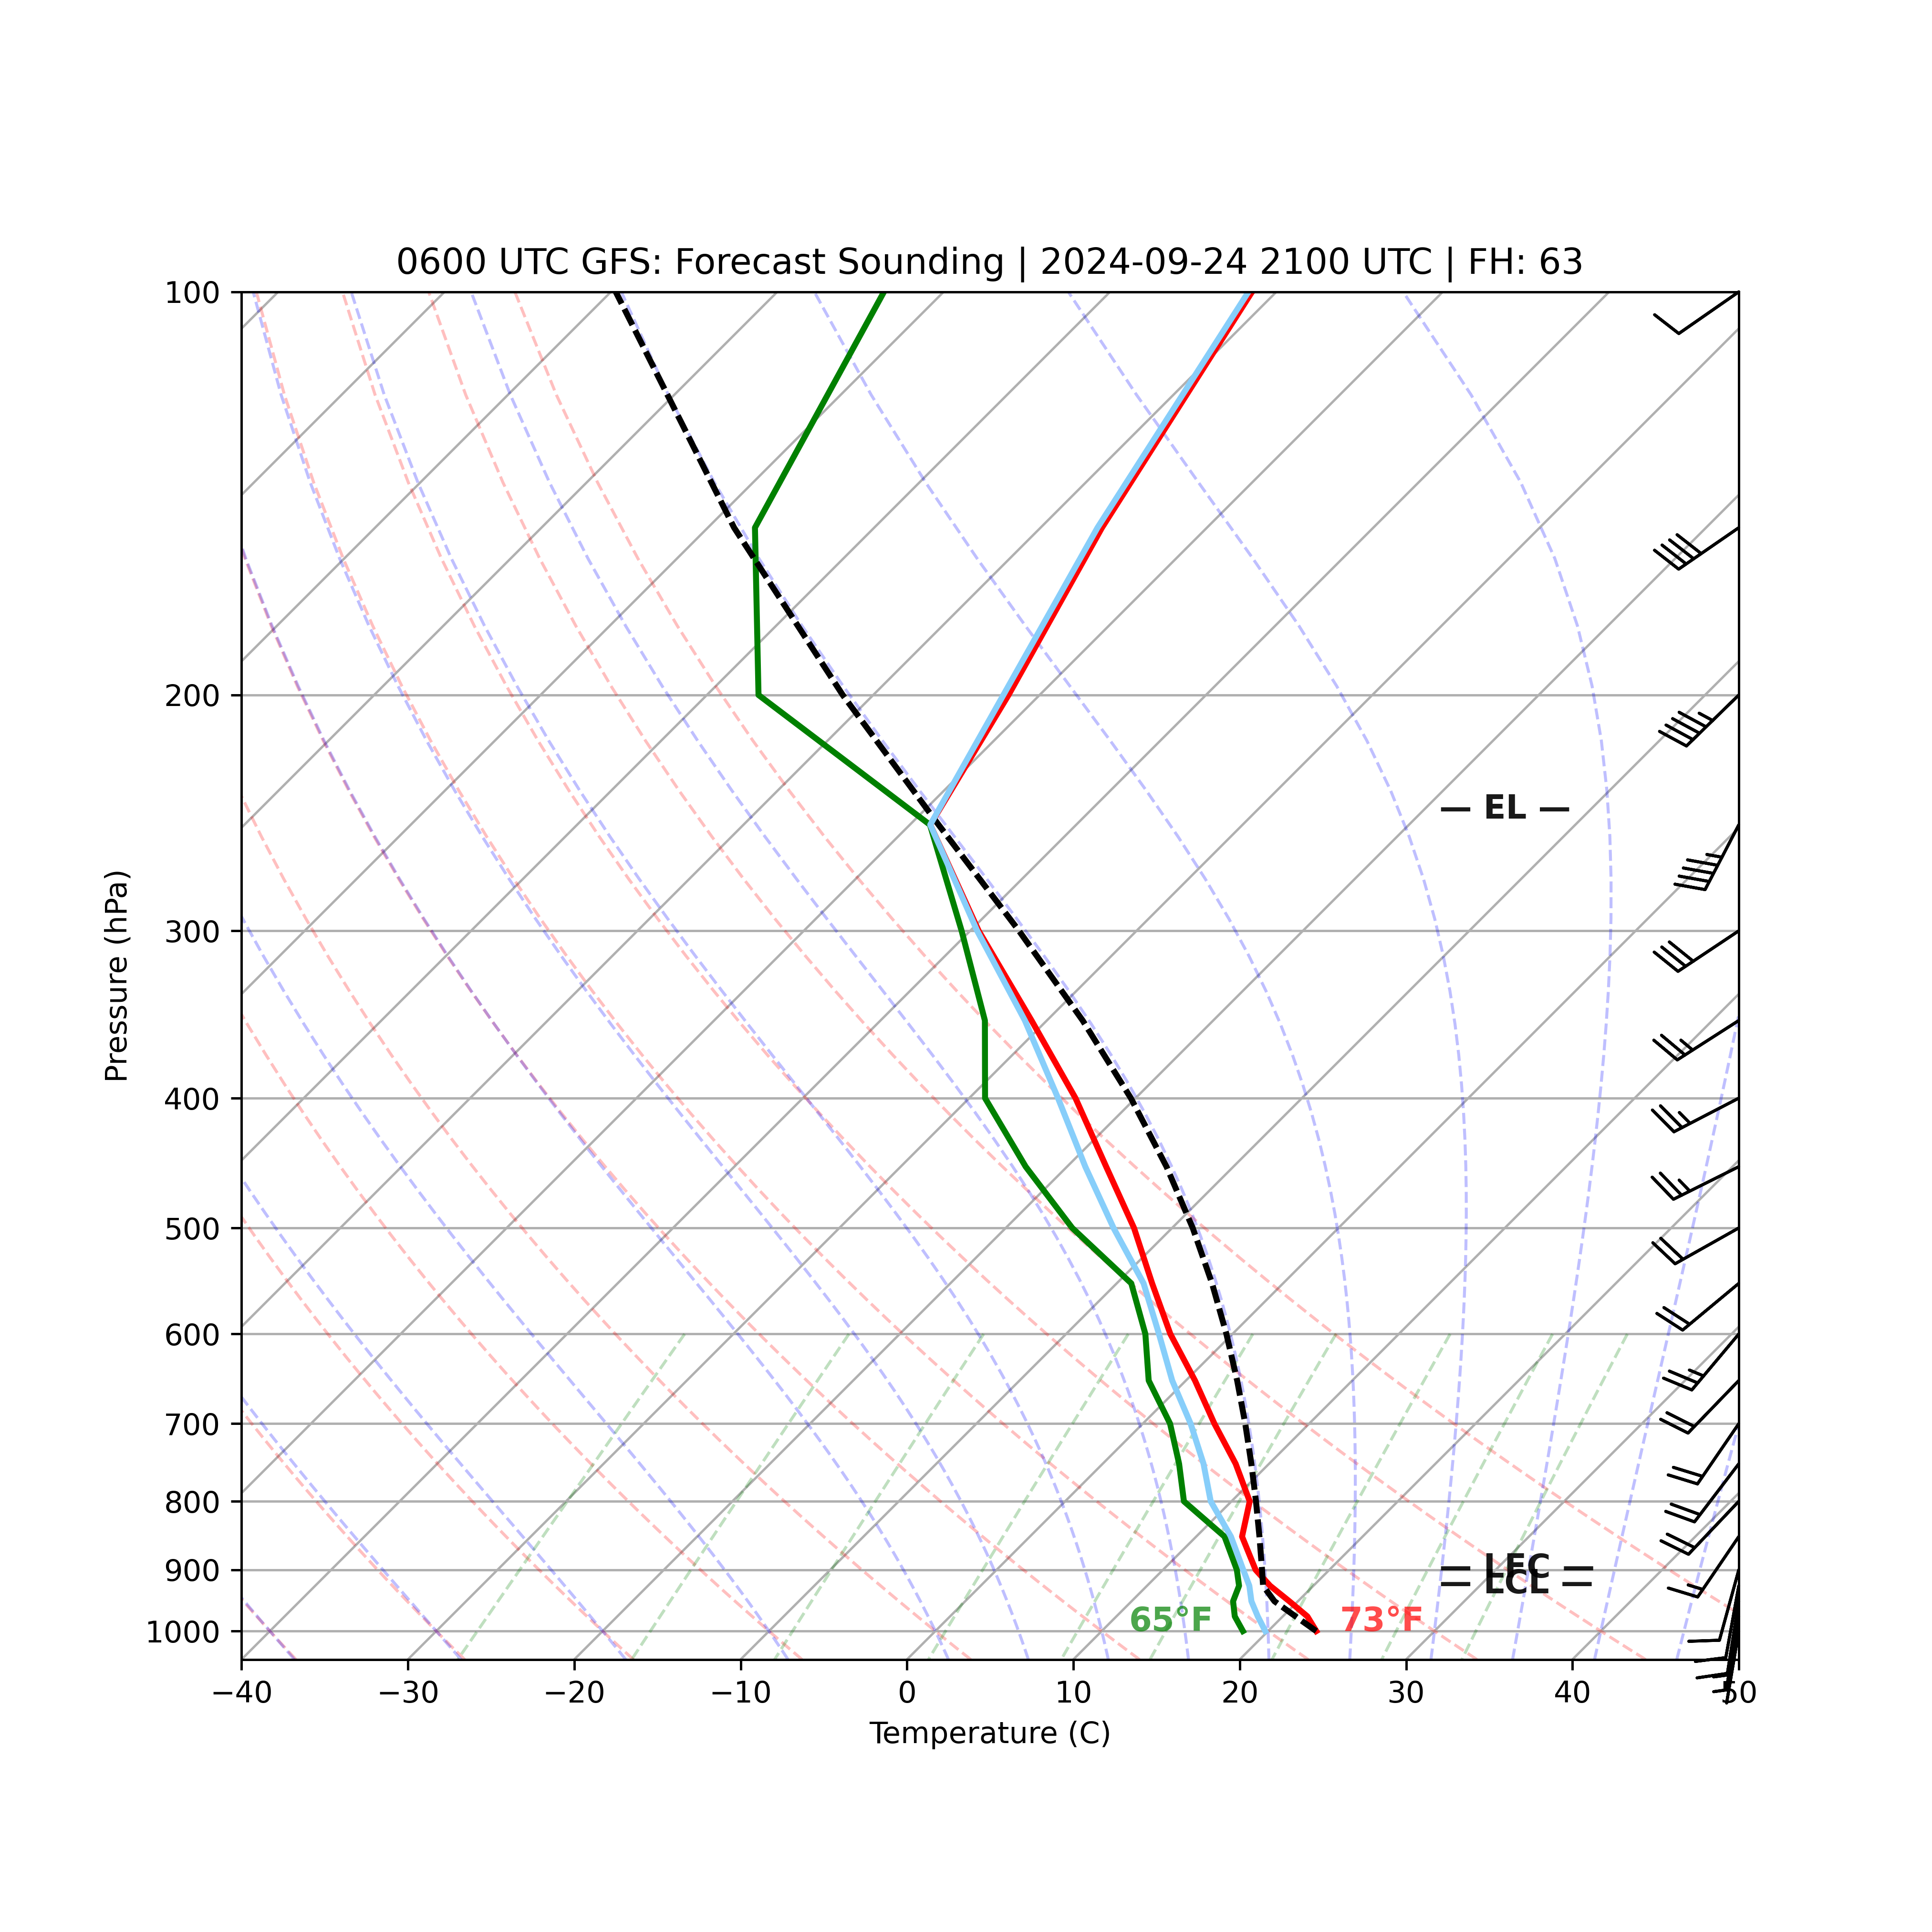 0600 UTC GFS: Forecast Sounding | 2024-09-24 2100 UTC | FH: 63
100
200
300
400
500
600
700
800
900
1000
Pressure (hPa)
— EL —
— LFC —
— LCL —
65°F
73°F
−40
−30
−20
−10
0
10
20
30
40
50
Temperature (C)